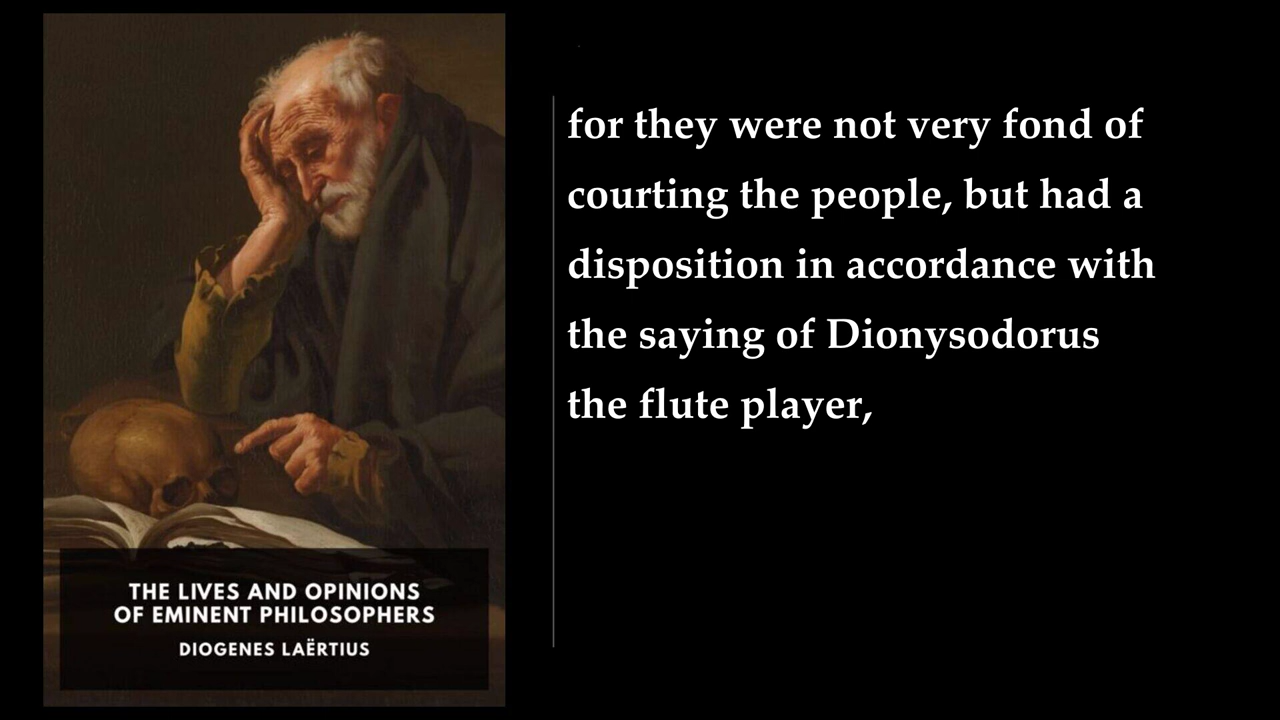 for they were not very fond of
courting the people, but had a
disposition in accordance with
the saying of Dionysodorus
the flute player,
THE LIVES AND OPINIONS
OF EMINENT PHILOSOPHERS
DIOGENES LAËRTIUS